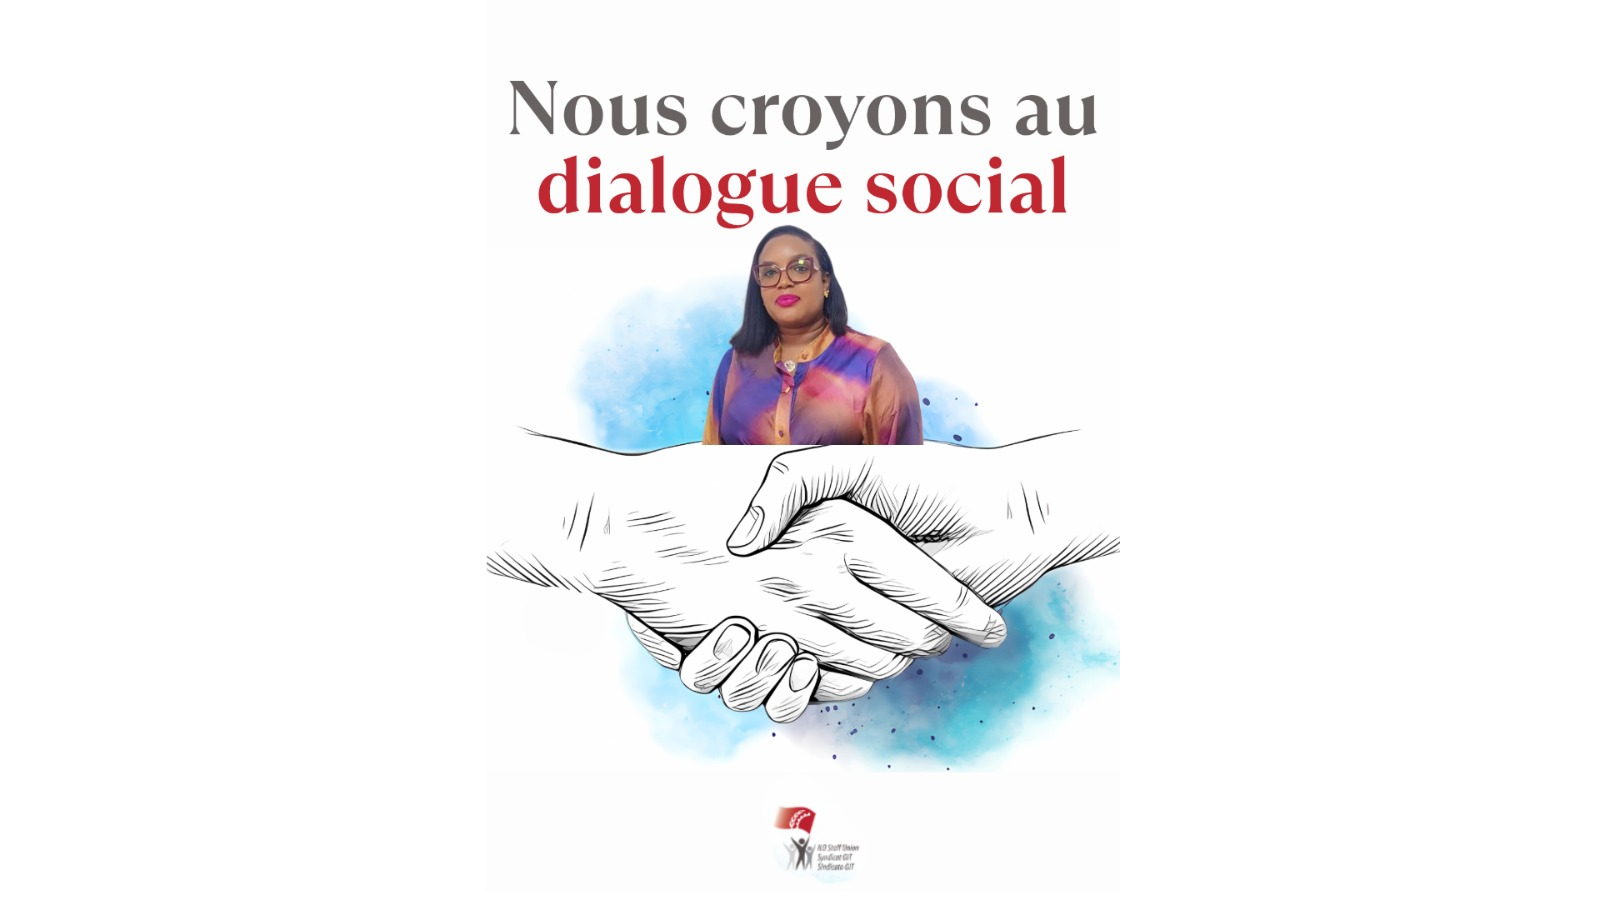 Nous croyons au
dialogue social
ILO Staff Union
Syndicat OIT
Sindicato OIT